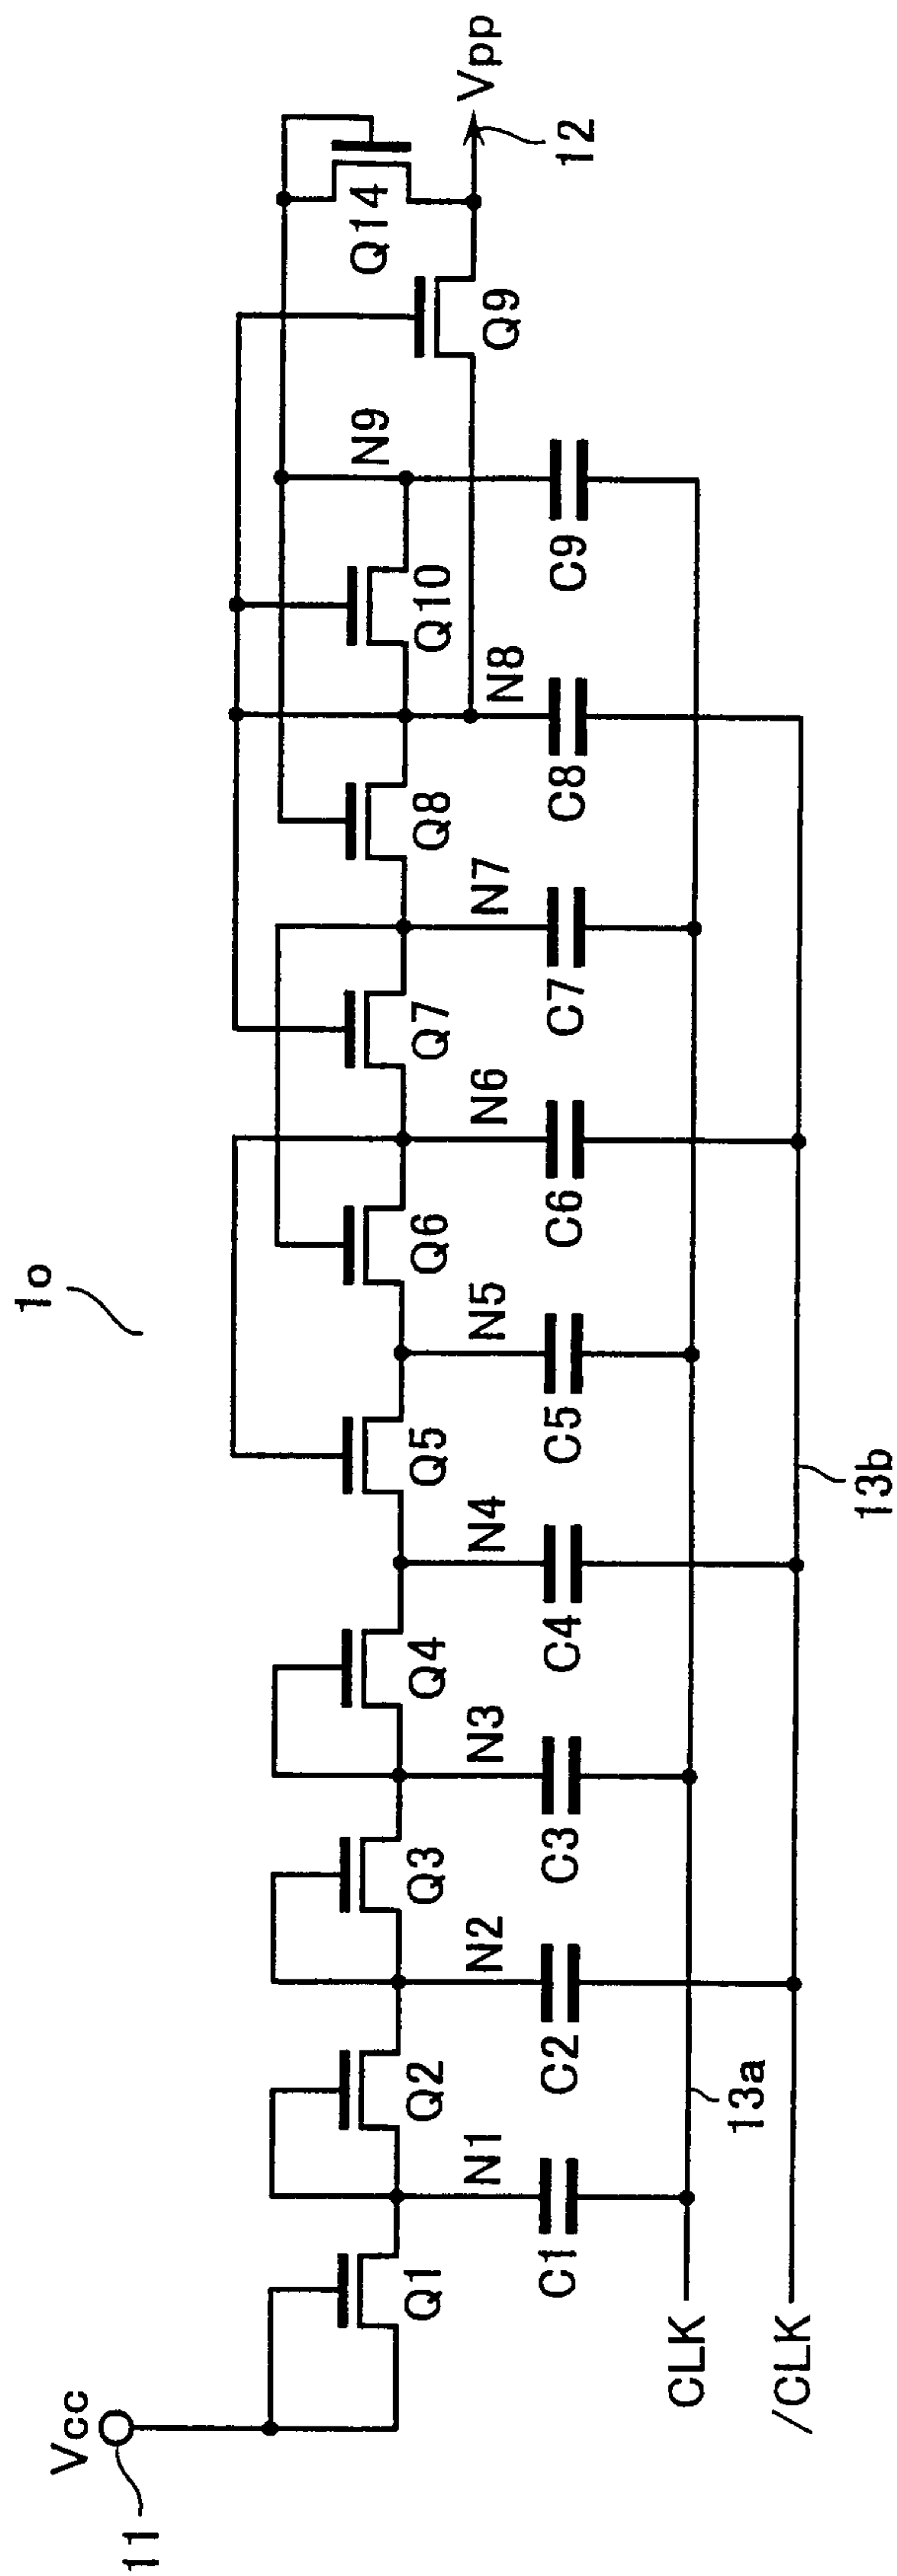 1o
Vcc
11
Q1
Q2
Q3
Q4
Q5
Q6
Q7
Q8
Q10
Q9
Q14
Vpp
12
N1
N2
N3
N4
N5
N6
N7
N8
N9
C1
C2
C3
C4
C5
C6
C7
C8
C9
CLK
13a
/CLK
13b